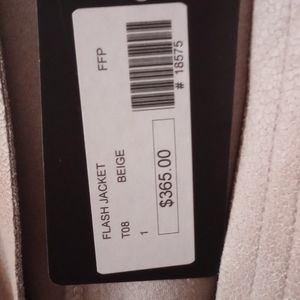 FFP
# 18575
FLASH JACKET
BEIGE
T08
1
$365.00